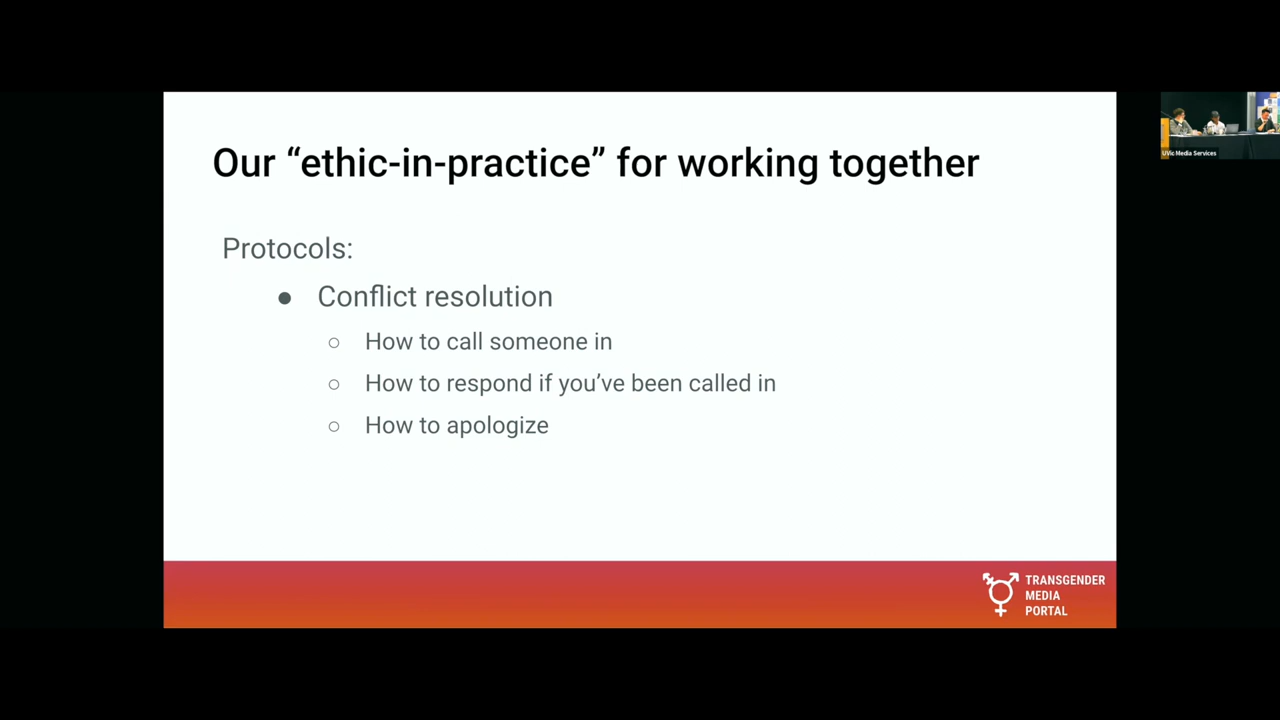 Our “ethic-in-practice” for working together
UVic Media Services
Protocols:
● Conflict resolution
○ How to call someone in
○ How to respond if you’ve been called in
○ How to apologize
TRANSGENDER
MEDIA
PORTAL